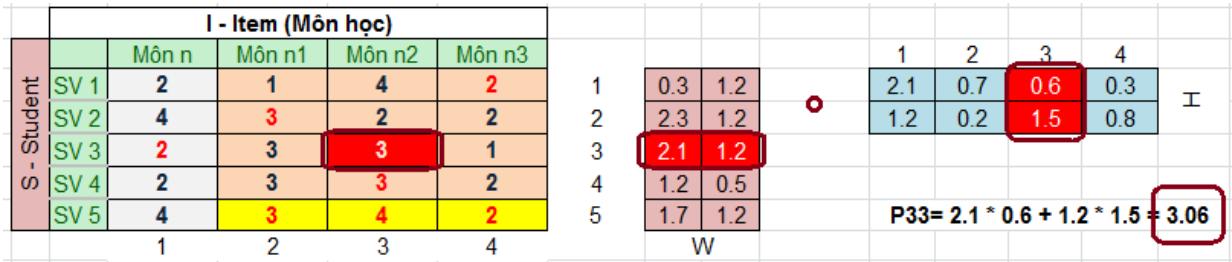 I - Item (Môn học)
Môn n Môn n1 Môn n2 Môn n3
S - Student
SV 1 2 1 4 2
SV 2 4 3 2 2
SV 3 2 3 3 1
SV 4 2 3 3 2
SV 5 4 3 4 2
1 2 3 4
1 0.3 1.2
2 2.3 1.2
3 2.1 1.2
4 1.2 0.5
5 1.7 1.2
W
1 2 3 4
2.1 0.7 0.6 0.3
1.2 0.2 1.5 0.8
H
P33= 2.1 * 0.6 + 1.2 * 1.5 = 3.06